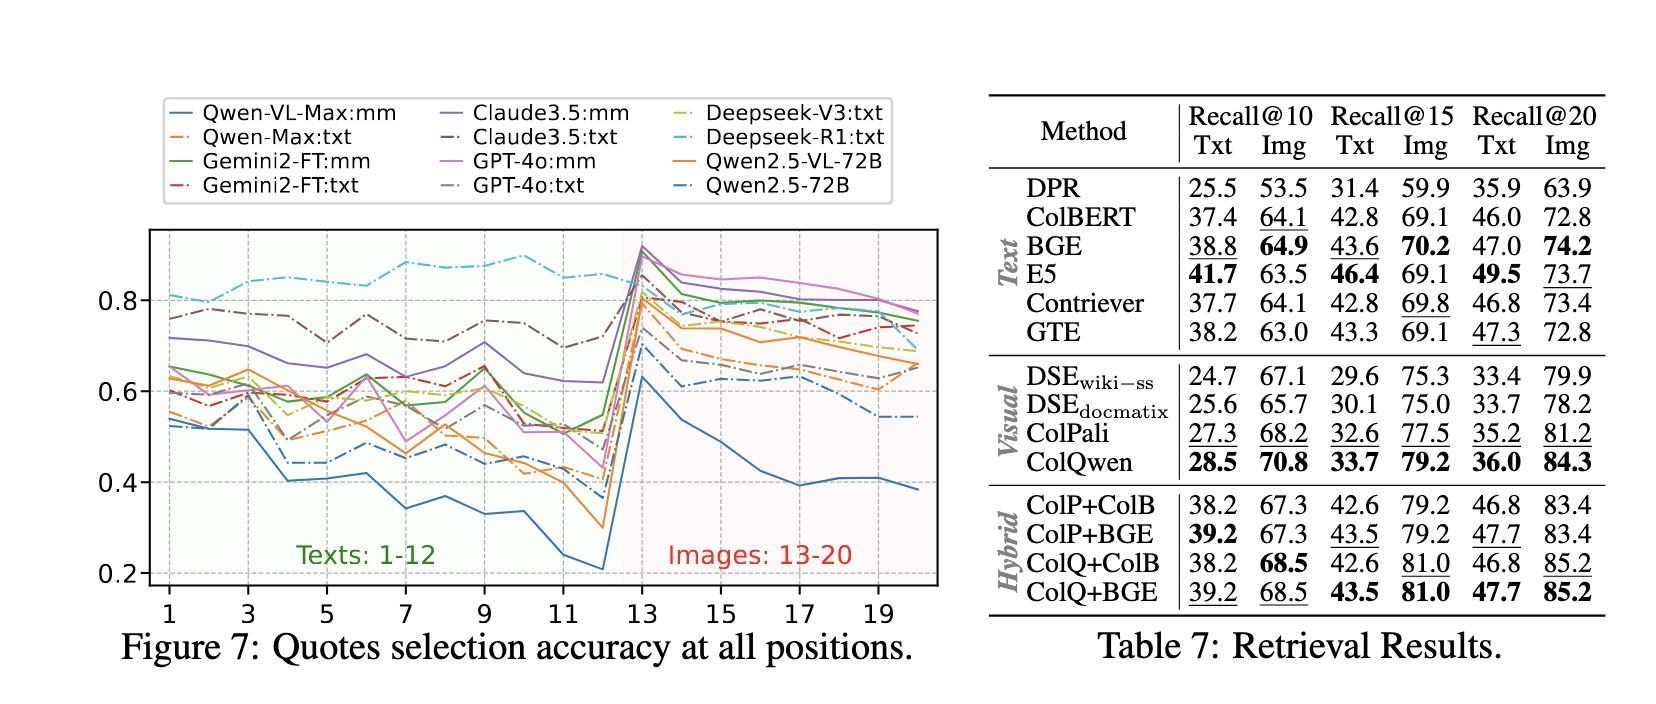 Qwen-VL-Max:mm Claude3.5:mm Deepseek-V3:txt
Qwen-Max:txt Claude3.5:txt Deepseek-R1:txt
Gemini2-FT:mm GPT-4o:mm Qwen2.5-VL-72B
Gemini2-FT:txt GPT-4o:txt Qwen2.5-72B
0.8
0.6
0.4
0.2
Texts: 1-12 Images: 13-20
1 3 5 7 9 11 13 15 17 19
Figure 7: Quotes selection accuracy at all positions.
Method Recall@10 Recall@15 Recall@20
Txt Img Txt Img Txt Img
Text
DPR 25.5 53.5 31.4 59.9 35.9 63.9
ColBERT 37.4 64.1 42.8 69.1 46.0 72.8
BGE 38.8 64.9 43.6 70.2 47.0 74.2
E5 41.7 63.5 46.4 69.1 49.5 73.7
Contriever 37.7 64.1 42.8 69.8 46.8 73.4
GTE 38.2 63.0 43.3 69.1 47.3 72.8
Visual
DSEwiki−ss 24.7 67.1 29.6 75.3 33.4 79.9
DSEdocmatix 25.6 65.7 30.1 75.0 33.7 78.2
ColPali 27.3 68.2 32.6 77.5 35.2 81.2
ColQwen 28.5 70.8 33.7 79.2 36.0 84.3
Hybrid
ColP+ColB 38.2 67.3 42.6 79.2 46.8 83.4
ColP+BGE 39.2 67.3 43.5 79.2 47.7 83.4
ColQ+ColB 38.2 68.5 42.6 81.0 46.8 85.2
ColQ+BGE 39.2 68.5 43.5 81.0 47.7 85.2
Table 7: Retrieval Results.